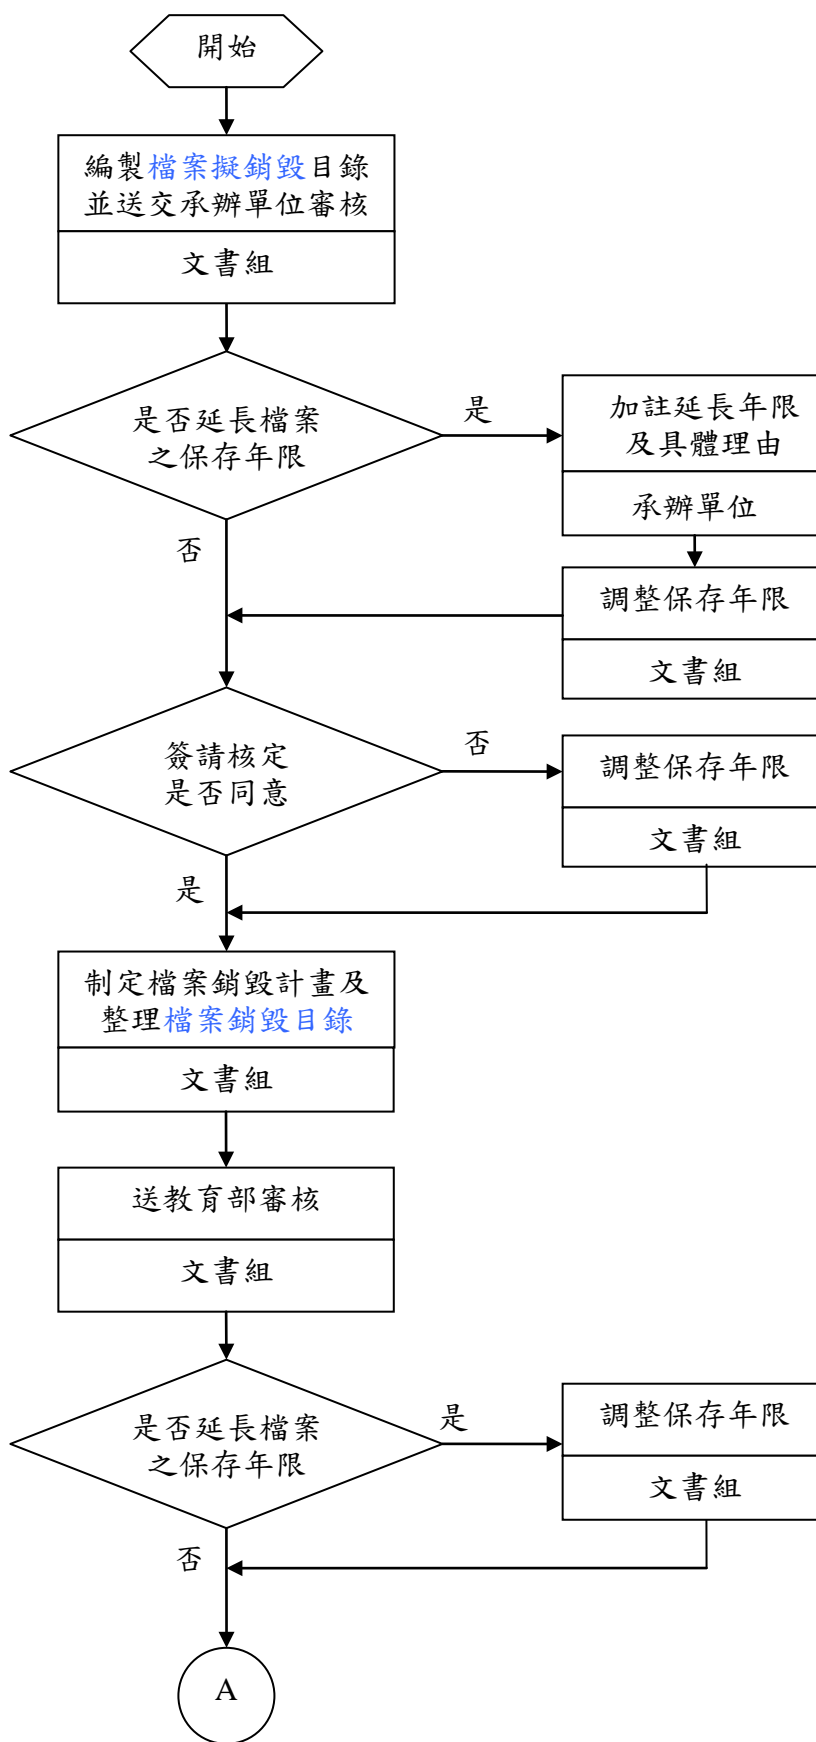 開始
編製檔案擬銷毀目錄
並送交承辦單位審核
文書組
是否延長檔案
之保存年限
是
加註延長年限
及具體理由
承辦單位
否
調整保存年限
文書組
簽請核定
是否同意
否
調整保存年限
文書組
是
制定檔案銷毀計畫及
整理檔案銷毀目錄
文書組
送教育部審核
文書組
是否延長檔案
之保存年限
是
調整保存年限
文書組
否
A